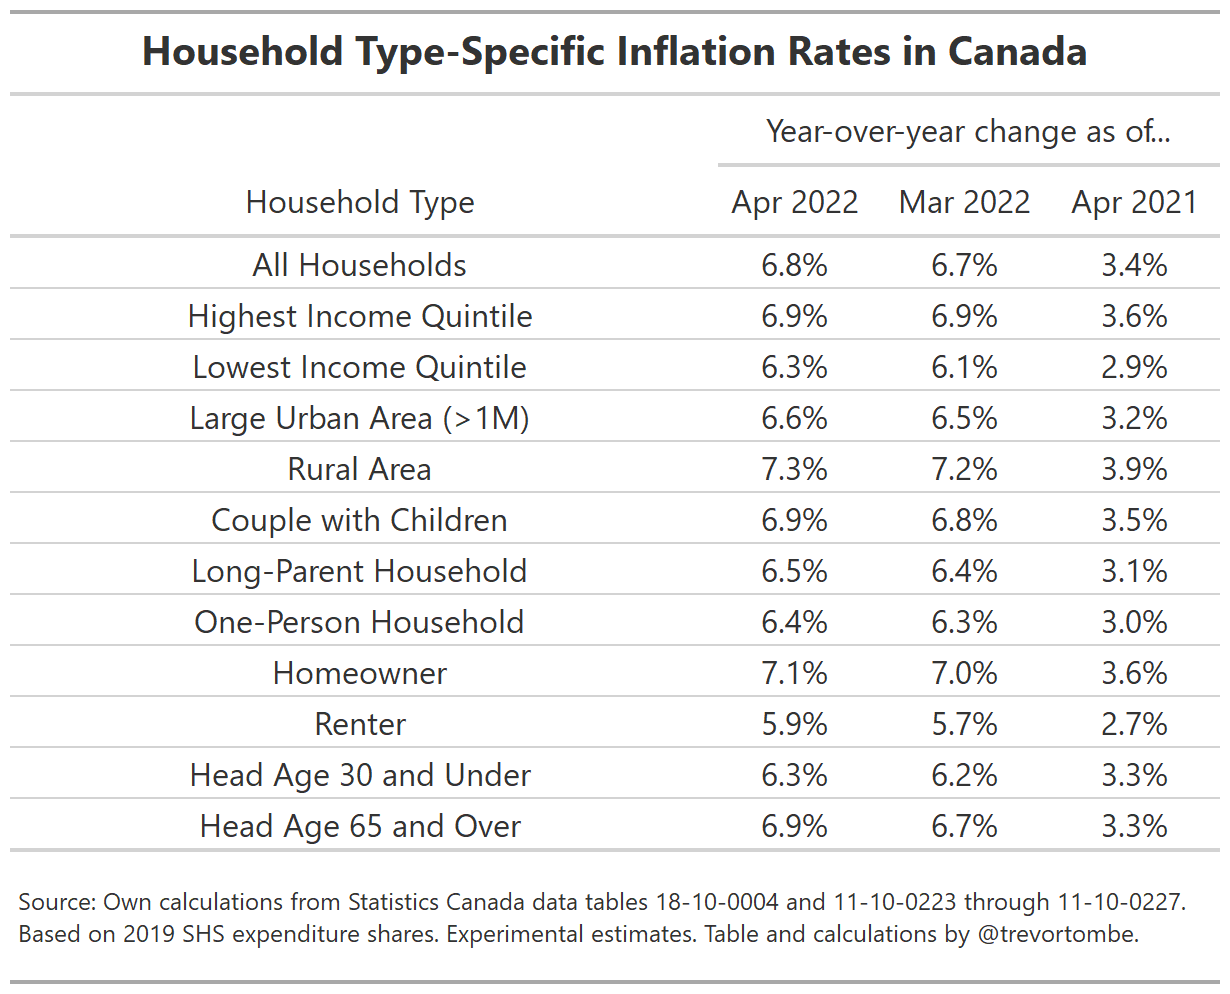 Household Type-Specific Inflation Rates in Canada
Year-over-year change as of...
Household Type Apr 2022 Mar 2022 Apr 2021
All Households 6.8% 6.7% 3.4%
Highest Income Quintile 6.9% 6.9% 3.6%
Lowest Income Quintile 6.3% 6.1% 2.9%
Large Urban Area (>1M) 6.6% 6.5% 3.2%
Rural Area 7.3% 7.2% 3.9%
Couple with Children 6.9% 6.8% 3.5%
Long-Parent Household 6.5% 6.4% 3.1%
One-Person Household 6.4% 6.3% 3.0%
Homeowner 7.1% 7.0% 3.6%
Renter 5.9% 5.7% 2.7%
Head Age 30 and Under 6.3% 6.2% 3.3%
Head Age 65 and Over 6.9% 6.7% 3.3%
Source: Own calculations from Statistics Canada data tables 18-10-0004 and 11-10-0223 through 11-10-0227.
Based on 2019 SHS expenditure shares. Experimental estimates. Table and calculations by @trevortombe.